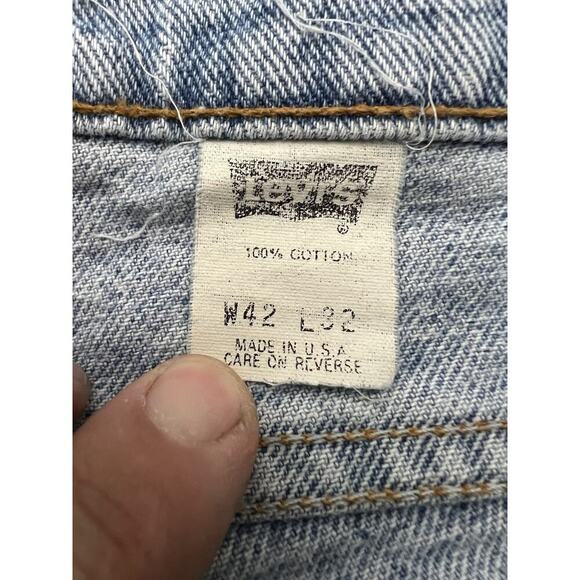 Levi's
®
100% COTTON
W42 L32
MADE IN U.S.A
CARE ON REVERSE